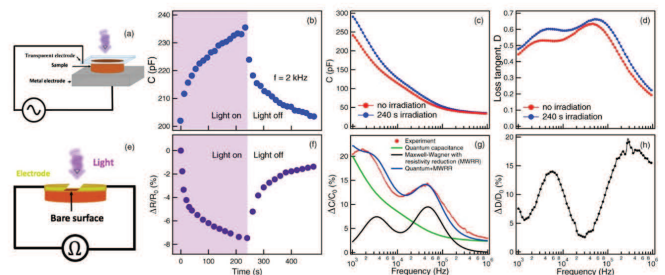 (a)
Transparent electrode
Sample
Metal electrode
(b)
C (pF)
240
230
220
210
200
f = 2 kHz
Light on
Light off
(c)
C (pF)
300
250
200
150
100
50
0
no irradiation
240 s irradiation
(d)
Loss tangent, D
0.7
0.6
0.5
0.4
0.3
0.2
0.1
0.0
no irradiation
240 s irradiation
(e)
Light
Electrode
Bare surface
Ω
(f)
ΔR/R₀ (%)
0
-2
-4
-6
-8
Light on
Light off
0
100
200
300
400
Time (s)
(g)
ΔC/C₀ (%)
20
15
10
5
0
Experiment
Quantum capacitance
Maxwell-Wagner with
resistivity reduction (MWRR)
Quantum+MWRR
Frequency (Hz)
(h)
ΔD/D₀ (%)
20
15
10
5
0
Frequency (Hz)